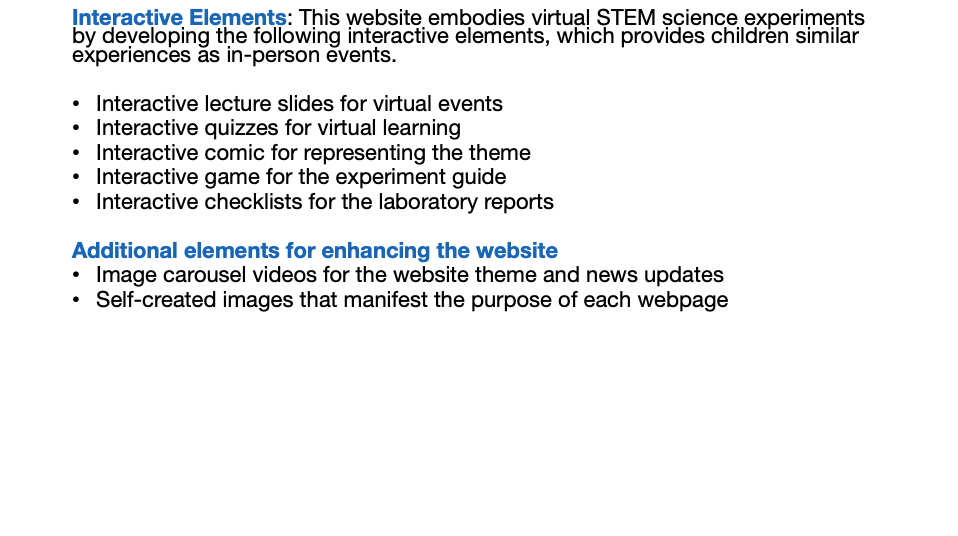 Interactive Elements: This website embodies virtual STEM science experiments
by developing the following interactive elements, which provides children similar
experiences as in-person events.
• Interactive lecture slides for virtual events
• Interactive quizzes for virtual learning
• Interactive comic for representing the theme
• Interactive game for the experiment guide
• Interactive checklists for the laboratory reports
Additional elements for enhancing the website
• Image carousel videos for the website theme and news updates
• Self-created images that manifest the purpose of each webpage